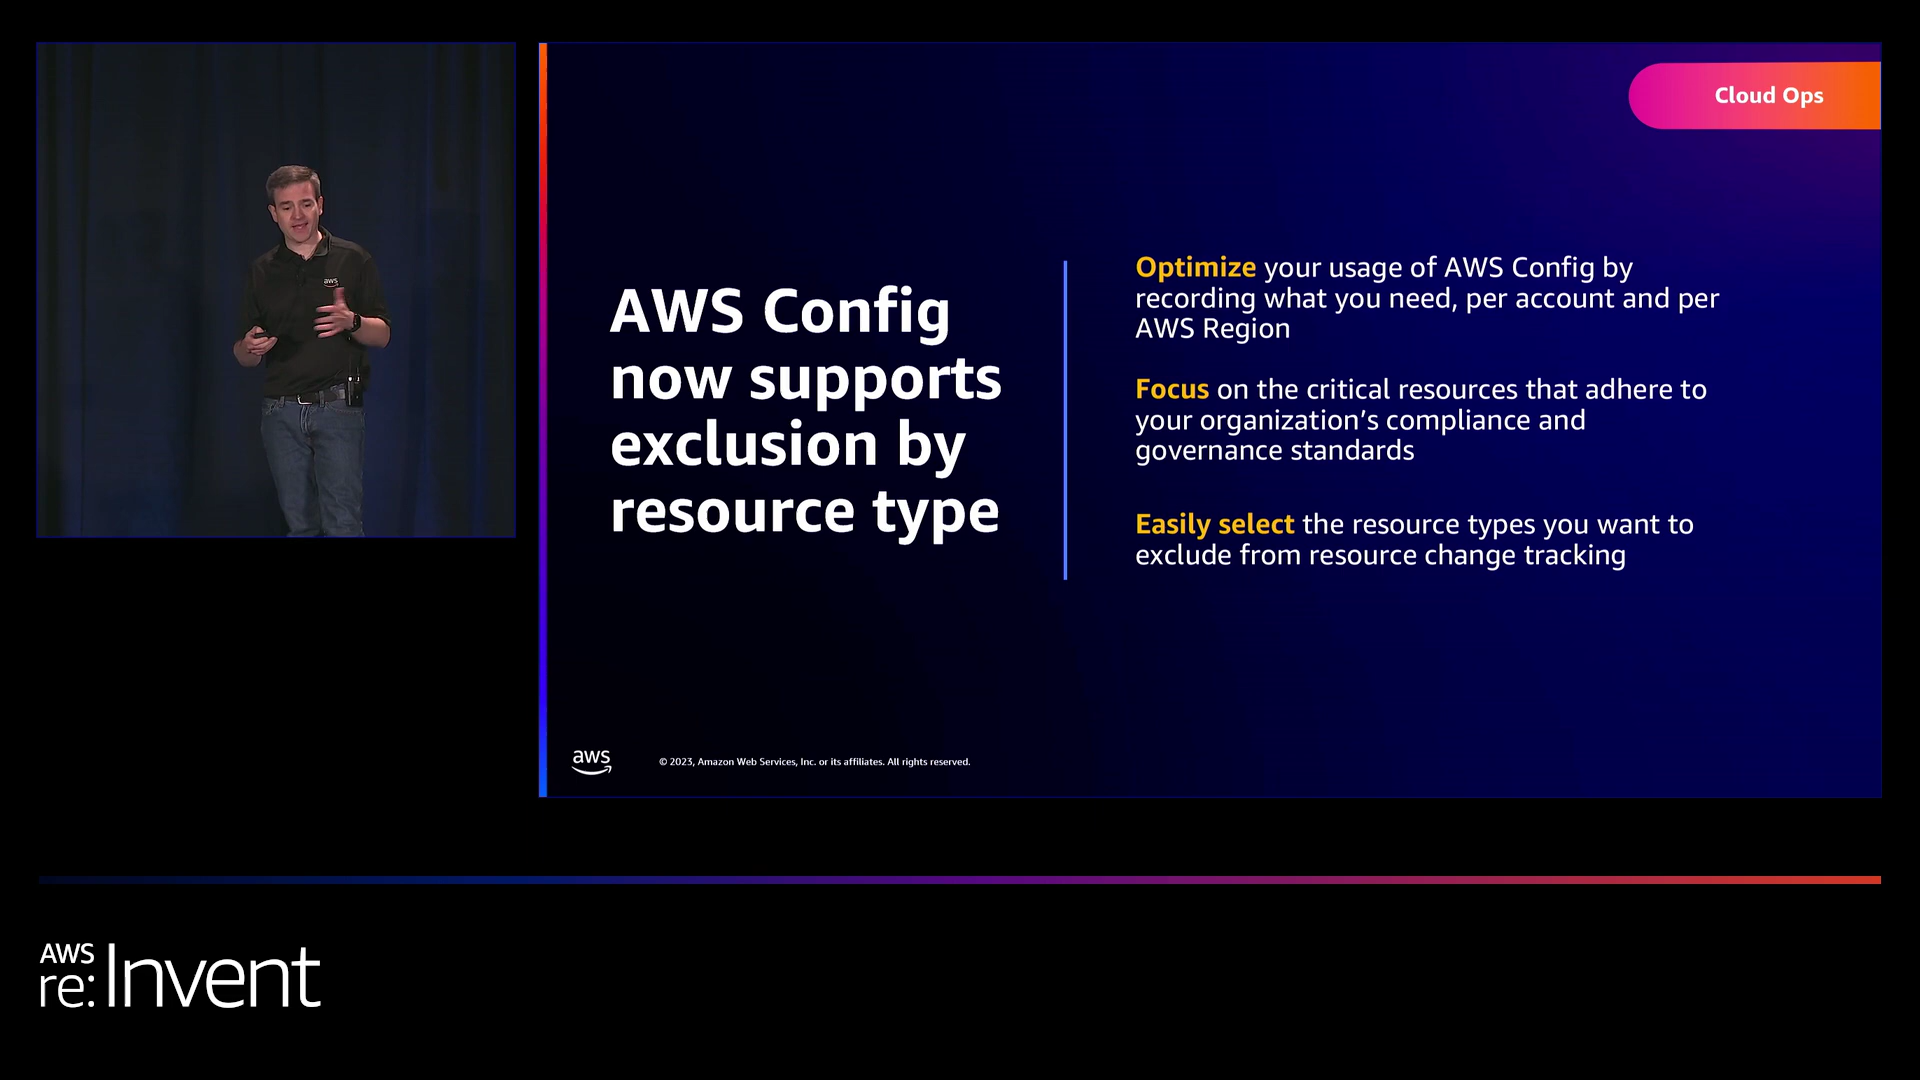 aws
Cloud Ops
AWS Config
now supports
exclusion by
resource type
Optimize your usage of AWS Config by
recording what you need, per account and per
AWS Region
Focus on the critical resources that adhere to
your organization’s compliance and
governance standards
Easily select the resource types you want to
exclude from resource change tracking
aws
© 2023, Amazon Web Services, Inc. or its affiliates. All rights reserved.
AWS
re:Invent